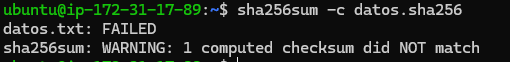 ubuntu@ip-172-31-17-89:~$ sha256sum -c datos.sha256
datos.txt: FAILED
sha256sum: WARNING: 1 computed checksum did NOT match